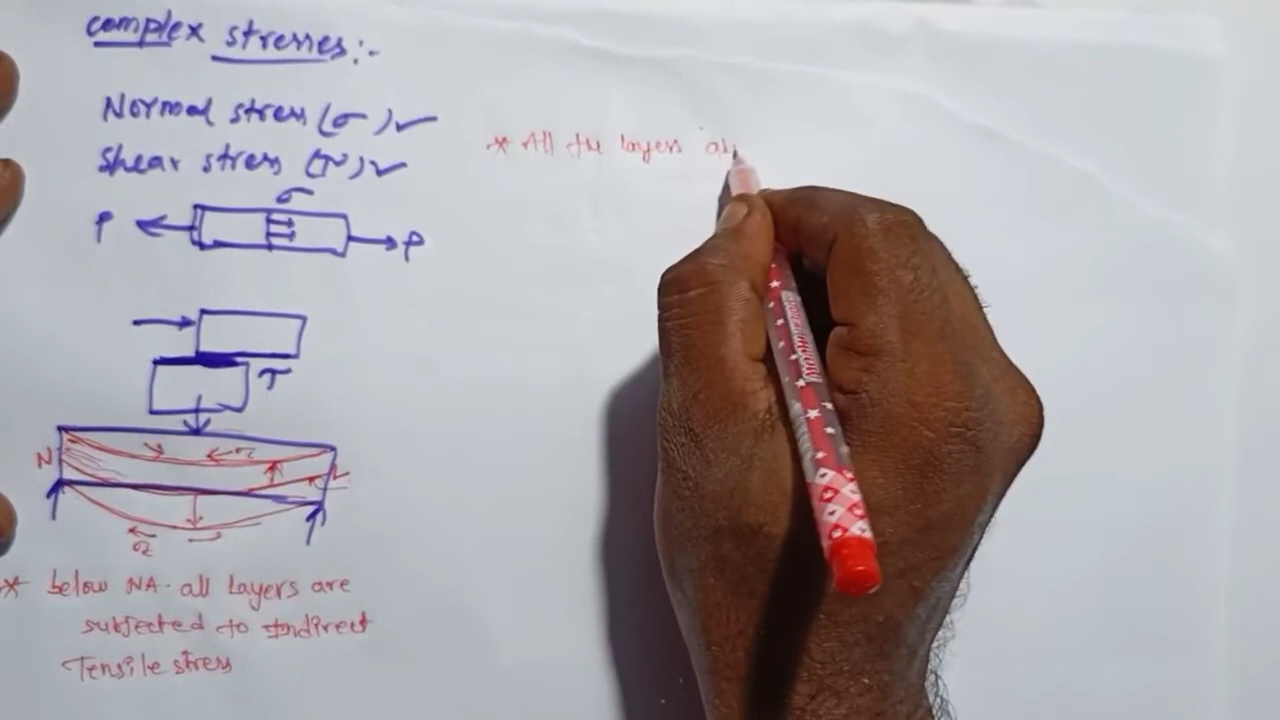 complex stresses:-
Normal stress (σ) ✓
shear stress (τ) ✓
σ
P
P
τ
N
* below NA. all layers are
subjected to Indirect
Tensile stress
* All the layers